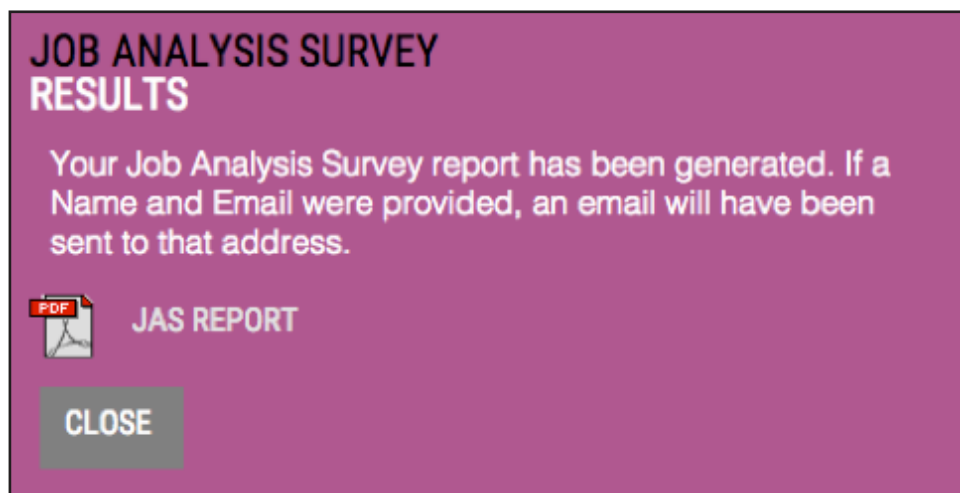 JOB ANALYSIS SURVEY
RESULTS
Your Job Analysis Survey report has been generated. If a
Name and Email were provided, an email will have been
sent to that address.
PDF
JAS REPORT
CLOSE